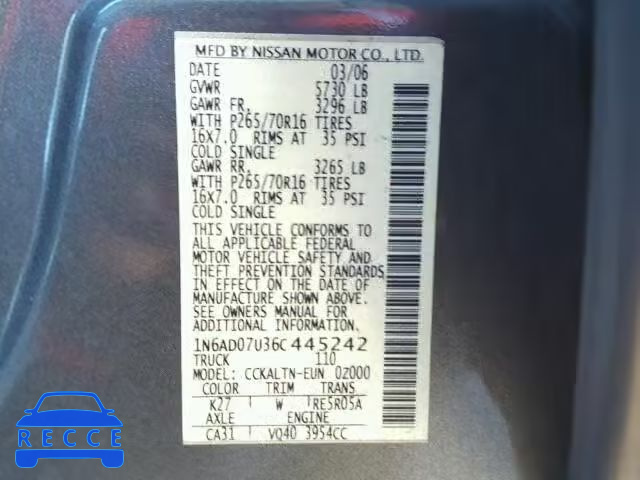 MFD BY NISSAN MOTOR CO., LTD.
DATE 03/06
GVWR 5730 LB
GAWR FR, 3296 LB
WITH P265/70R16 TIRES
16X7.0 RIMS AT 35 PSI
COLD SINGLE
GAWR RR, 3265 LB
WITH P265/70R16 TIRES
16X7.0 RIMS AT 35 PSI
COLD SINGLE
THIS VEHICLE CONFORMS TO
ALL APPLICABLE FEDERAL
MOTOR VEHICLE SAFETY AND
THEFT PREVENTION STANDARDS
IN EFFECT ON THE DATE OF
MANUFACTURE SHOWN ABOVE.
SEE OWNERS MANUAL FOR
ADDITIONAL INFORMATION.
1N6AD07U36C445242
TRUCK 110
MODEL: CCKALTN-EUN 0Z000
COLOR TRIM TRANS
K27 W RE5R05A
AXLE ENGINE
CA31 VQ40 3954CC
RECCE